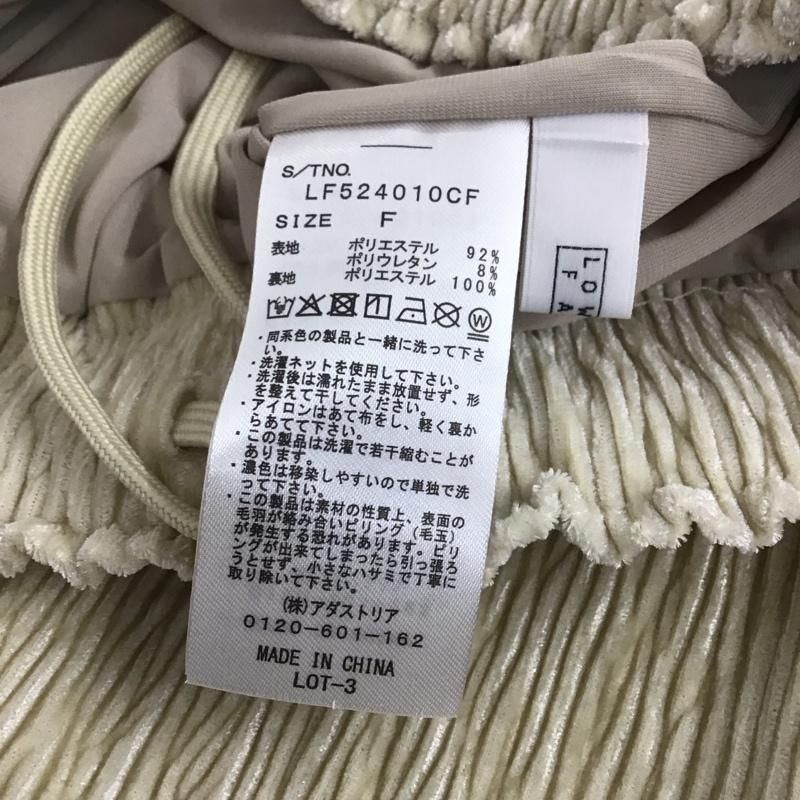 S/TNO.
LF524010CF
SIZE F
表地 ポリエステル 92%
ポリウレタン 8%
裏地 ポリエステル 100%
W
・同系色の製品と一緒に洗って下さ
い。
・洗濯ネットを使用して下さい。
・洗濯後は濡れたまま放置せず、形
を整えて干してください。
・アイロンはあて布をし、軽く裏か
らあてて下さい。
・この製品は洗濯で若干縮むことが
あります。
・濃色は移染しやすいので単独で洗
って下さい。
・この製品は素材の性質上、表面の
毛羽が絡み合いピリング（毛玉）
が発生する恐れがあります。ピリ
ングが出来てしまったら引っ張ろ
うとせず、小さなハサミで丁寧に
取り除いて下さい。
(株)アダストリア
0120-601-162
MADE IN CHINA
LOT-3
LOW
FA